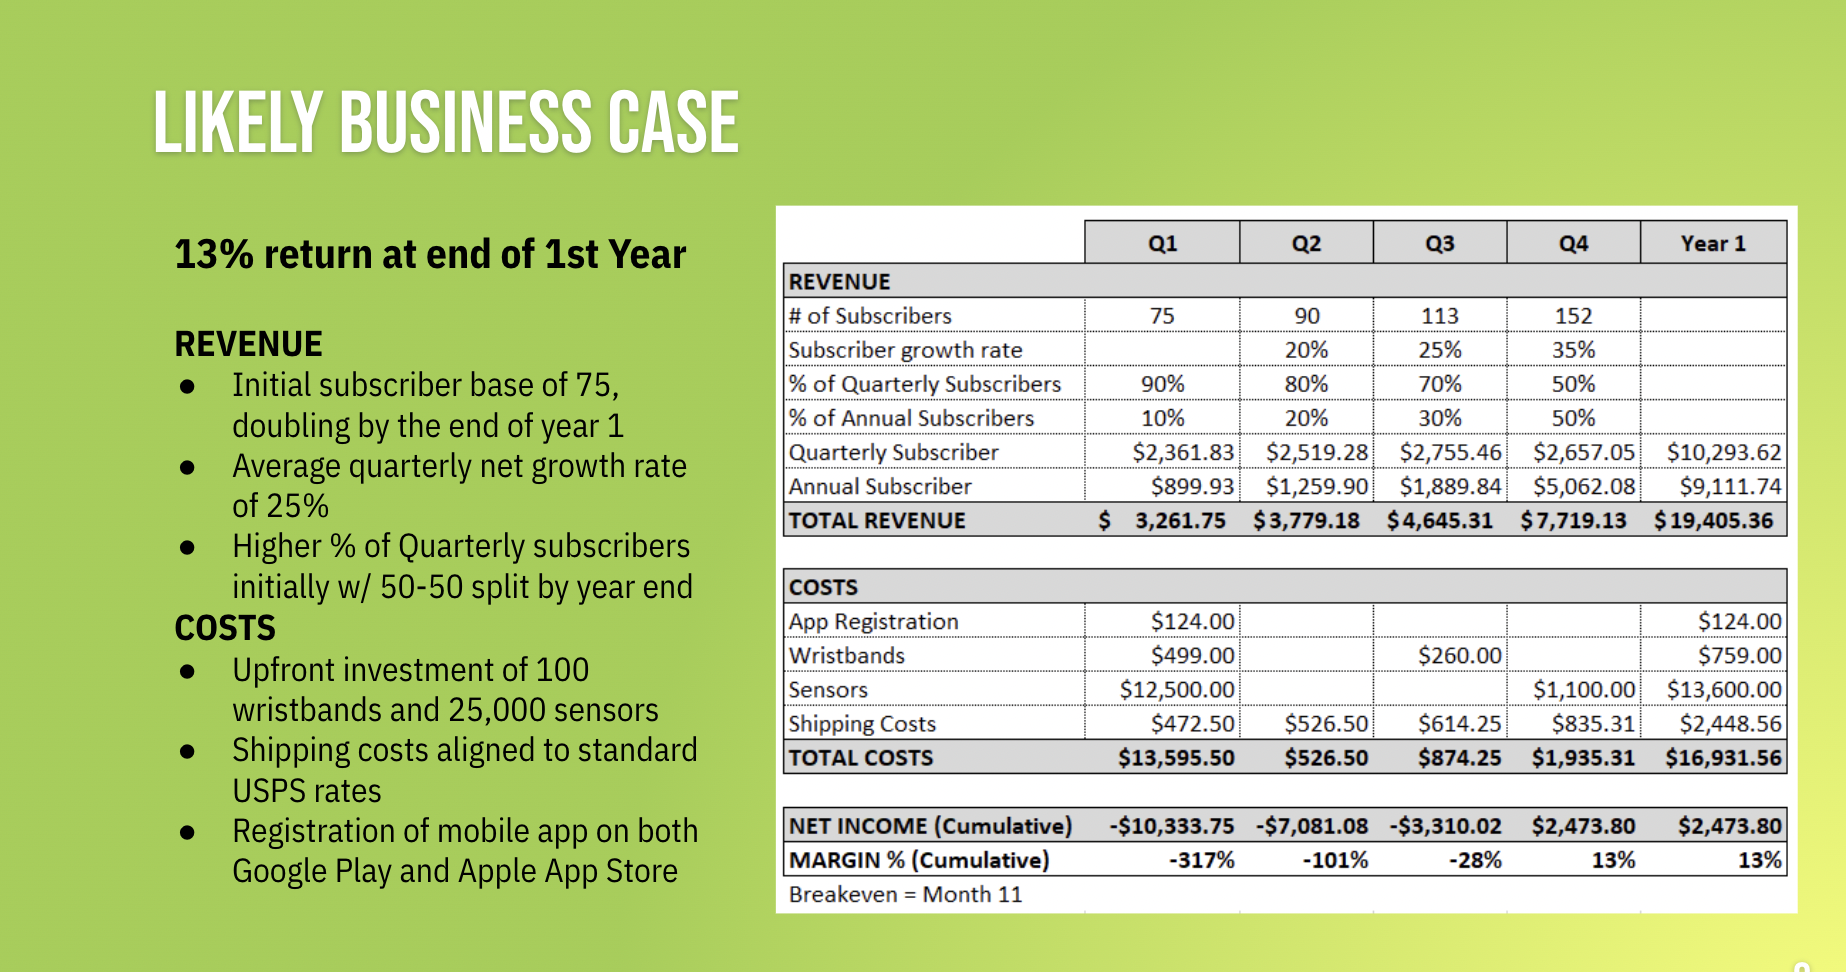 LIKELY BUSINESS CASE
13% return at end of 1st Year
REVENUE
● Initial subscriber base of 75,
doubling by the end of year 1
● Average quarterly net growth rate
of 25%
● Higher % of Quarterly subscribers
initially w/ 50-50 split by year end
COSTS
● Upfront investment of 100
wristbands and 25,000 sensors
● Shipping costs aligned to standard
USPS rates
● Registration of mobile app on both
Google Play and Apple App Store
Q1 Q2 Q3 Q4 Year 1
REVENUE
# of Subscribers 75 90 113 152
Subscriber growth rate 20% 25% 35%
% of Quarterly Subscribers 90% 80% 70% 50%
% of Annual Subscribers 10% 20% 30% 50%
Quarterly Subscriber $2,361.83 $2,519.28 $2,755.46 $2,657.05 $10,293.62
Annual Subscriber $899.93 $1,259.90 $1,889.84 $5,062.08 $9,111.74
TOTAL REVENUE $ 3,261.75 $3,779.18 $4,645.31 $7,719.13 $19,405.36
COSTS
App Registration $124.00 $124.00
Wristbands $499.00 $260.00 $759.00
Sensors $12,500.00 $1,100.00 $13,600.00
Shipping Costs $472.50 $526.50 $614.25 $835.31 $2,448.56
TOTAL COSTS $13,595.50 $526.50 $874.25 $1,935.31 $16,931.56
NET INCOME (Cumulative) -$10,333.75 -$7,081.08 -$3,310.02 $2,473.80 $2,473.80
MARGIN % (Cumulative) -317% -101% -28% 13% 13%
Breakeven = Month 11